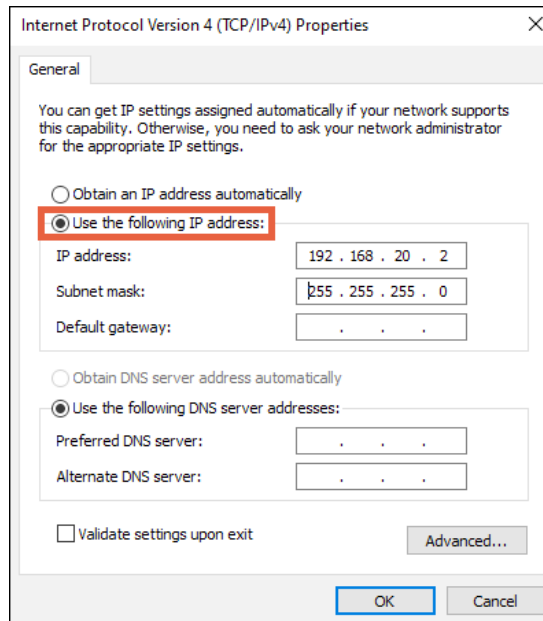 Internet Protocol Version 4 (TCP/IPv4) Properties
General
You can get IP settings assigned automatically if your network supports
this capability. Otherwise, you need to ask your network administrator
for the appropriate IP settings.
Obtain an IP address automatically
Use the following IP address:
IP address: 192 . 168 . 20 . 2
Subnet mask: 255 . 255 . 255 . 0
Default gateway: . . .
Obtain DNS server address automatically
Use the following DNS server addresses:
Preferred DNS server: . . .
Alternate DNS server: . . .
Validate settings upon exit
Advanced...
OK Cancel